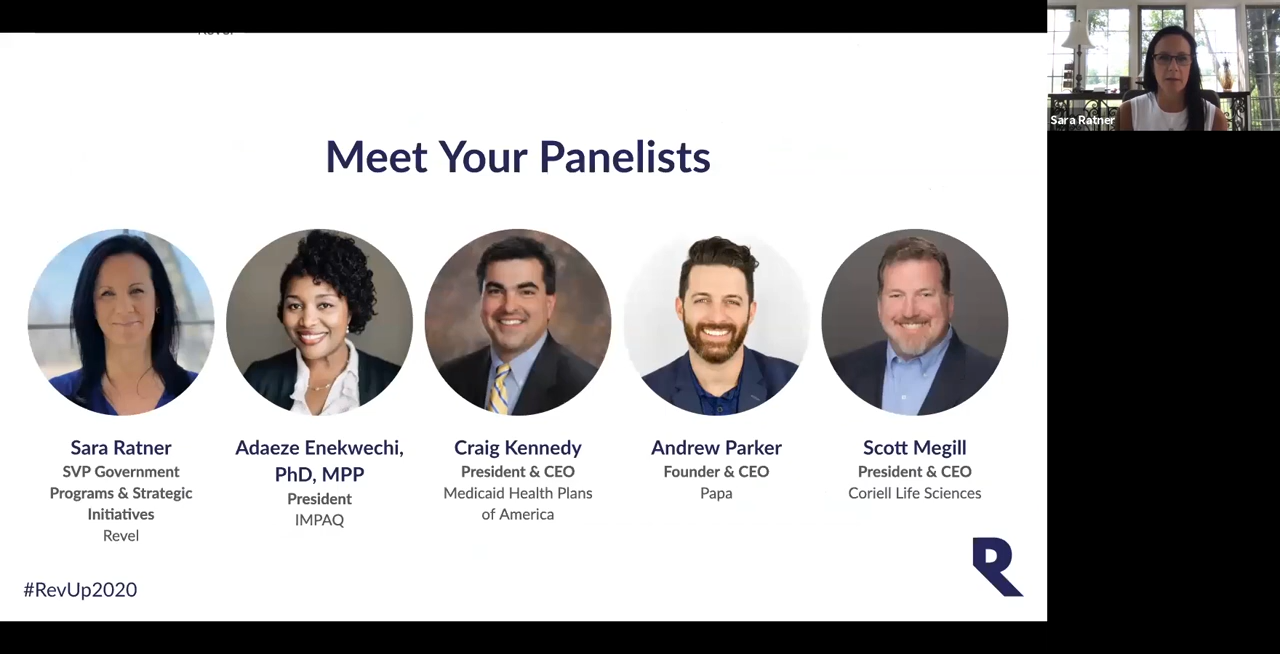 Sara Ratner
Meet Your Panelists
Sara Ratner
SVP Government
Programs & Strategic
Initiatives
Revel
Adaeze Enekwechi,
PhD, MPP
President
IMPAQ
Craig Kennedy
President & CEO
Medicaid Health Plans
of America
Andrew Parker
Founder & CEO
Papa
Scott Megill
President & CEO
Coriell Life Sciences
#RevUp2020
R